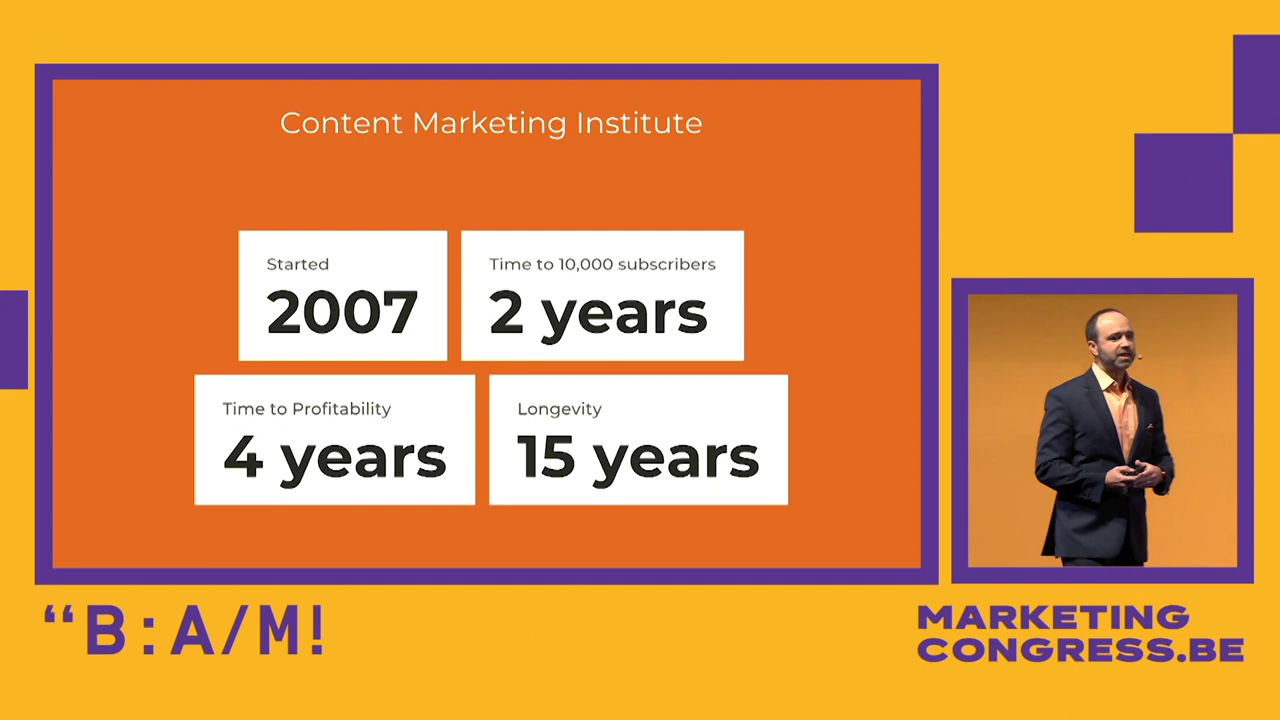 Content Marketing Institute
Started
2007
Time to 10,000 subscribers
2 years
Time to Profitability
4 years
Longevity
15 years
“B:A/M!
MARKETING
CONGRESS.BE